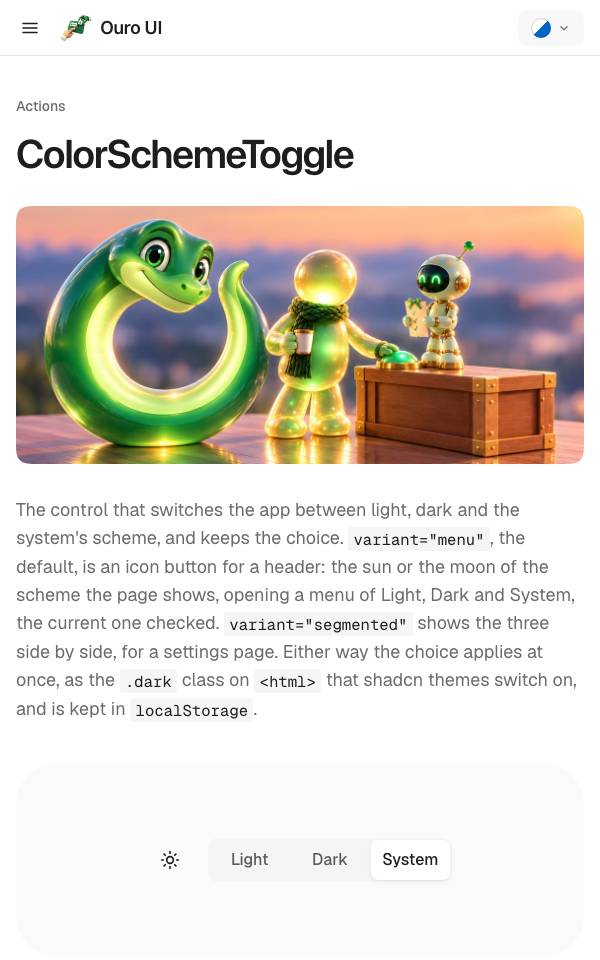 Ouro UI
Actions
ColorSchemeToggle
The control that switches the app between light, dark and the
system's scheme, and keeps the choice. variant="menu", the
default, is an icon button for a header: the sun or the moon of the
scheme the page shows, opening a menu of Light, Dark and System,
the current one checked. variant="segmented" shows the three
side by side, for a settings page. Either way the choice applies at
once, as the .dark class on <html> that shadcn themes switch on,
and is kept in localStorage.
Light Dark System